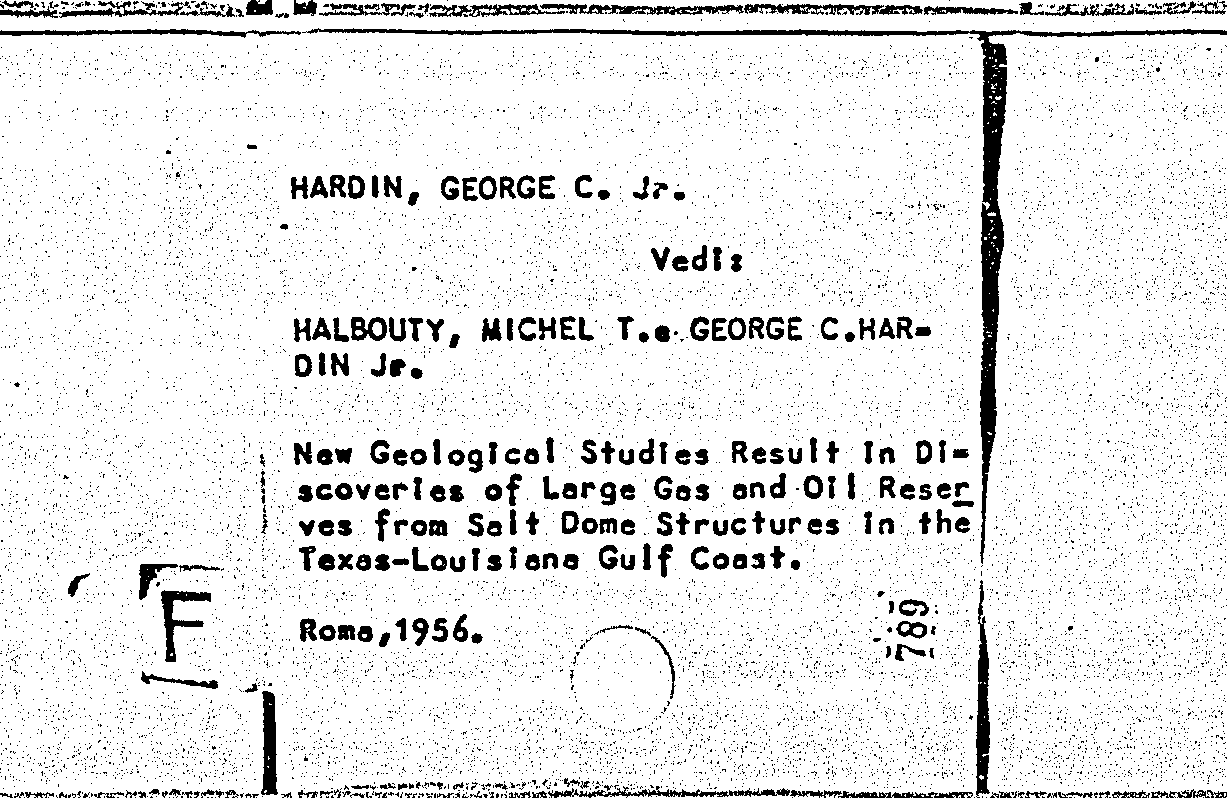 HARDIN, GEORGE C. Jr.
Vedi:
HALBOUTY, MICHEL T.e GEORGE C.HAR-
DIN Jr.
New Geological Studies Result in Di-
scoveries of Large Gas and Oil Reser
ves from Salt Dome Structures in the
Texas-Louisiana Gulf Coast.
F
Roma,1956.
789